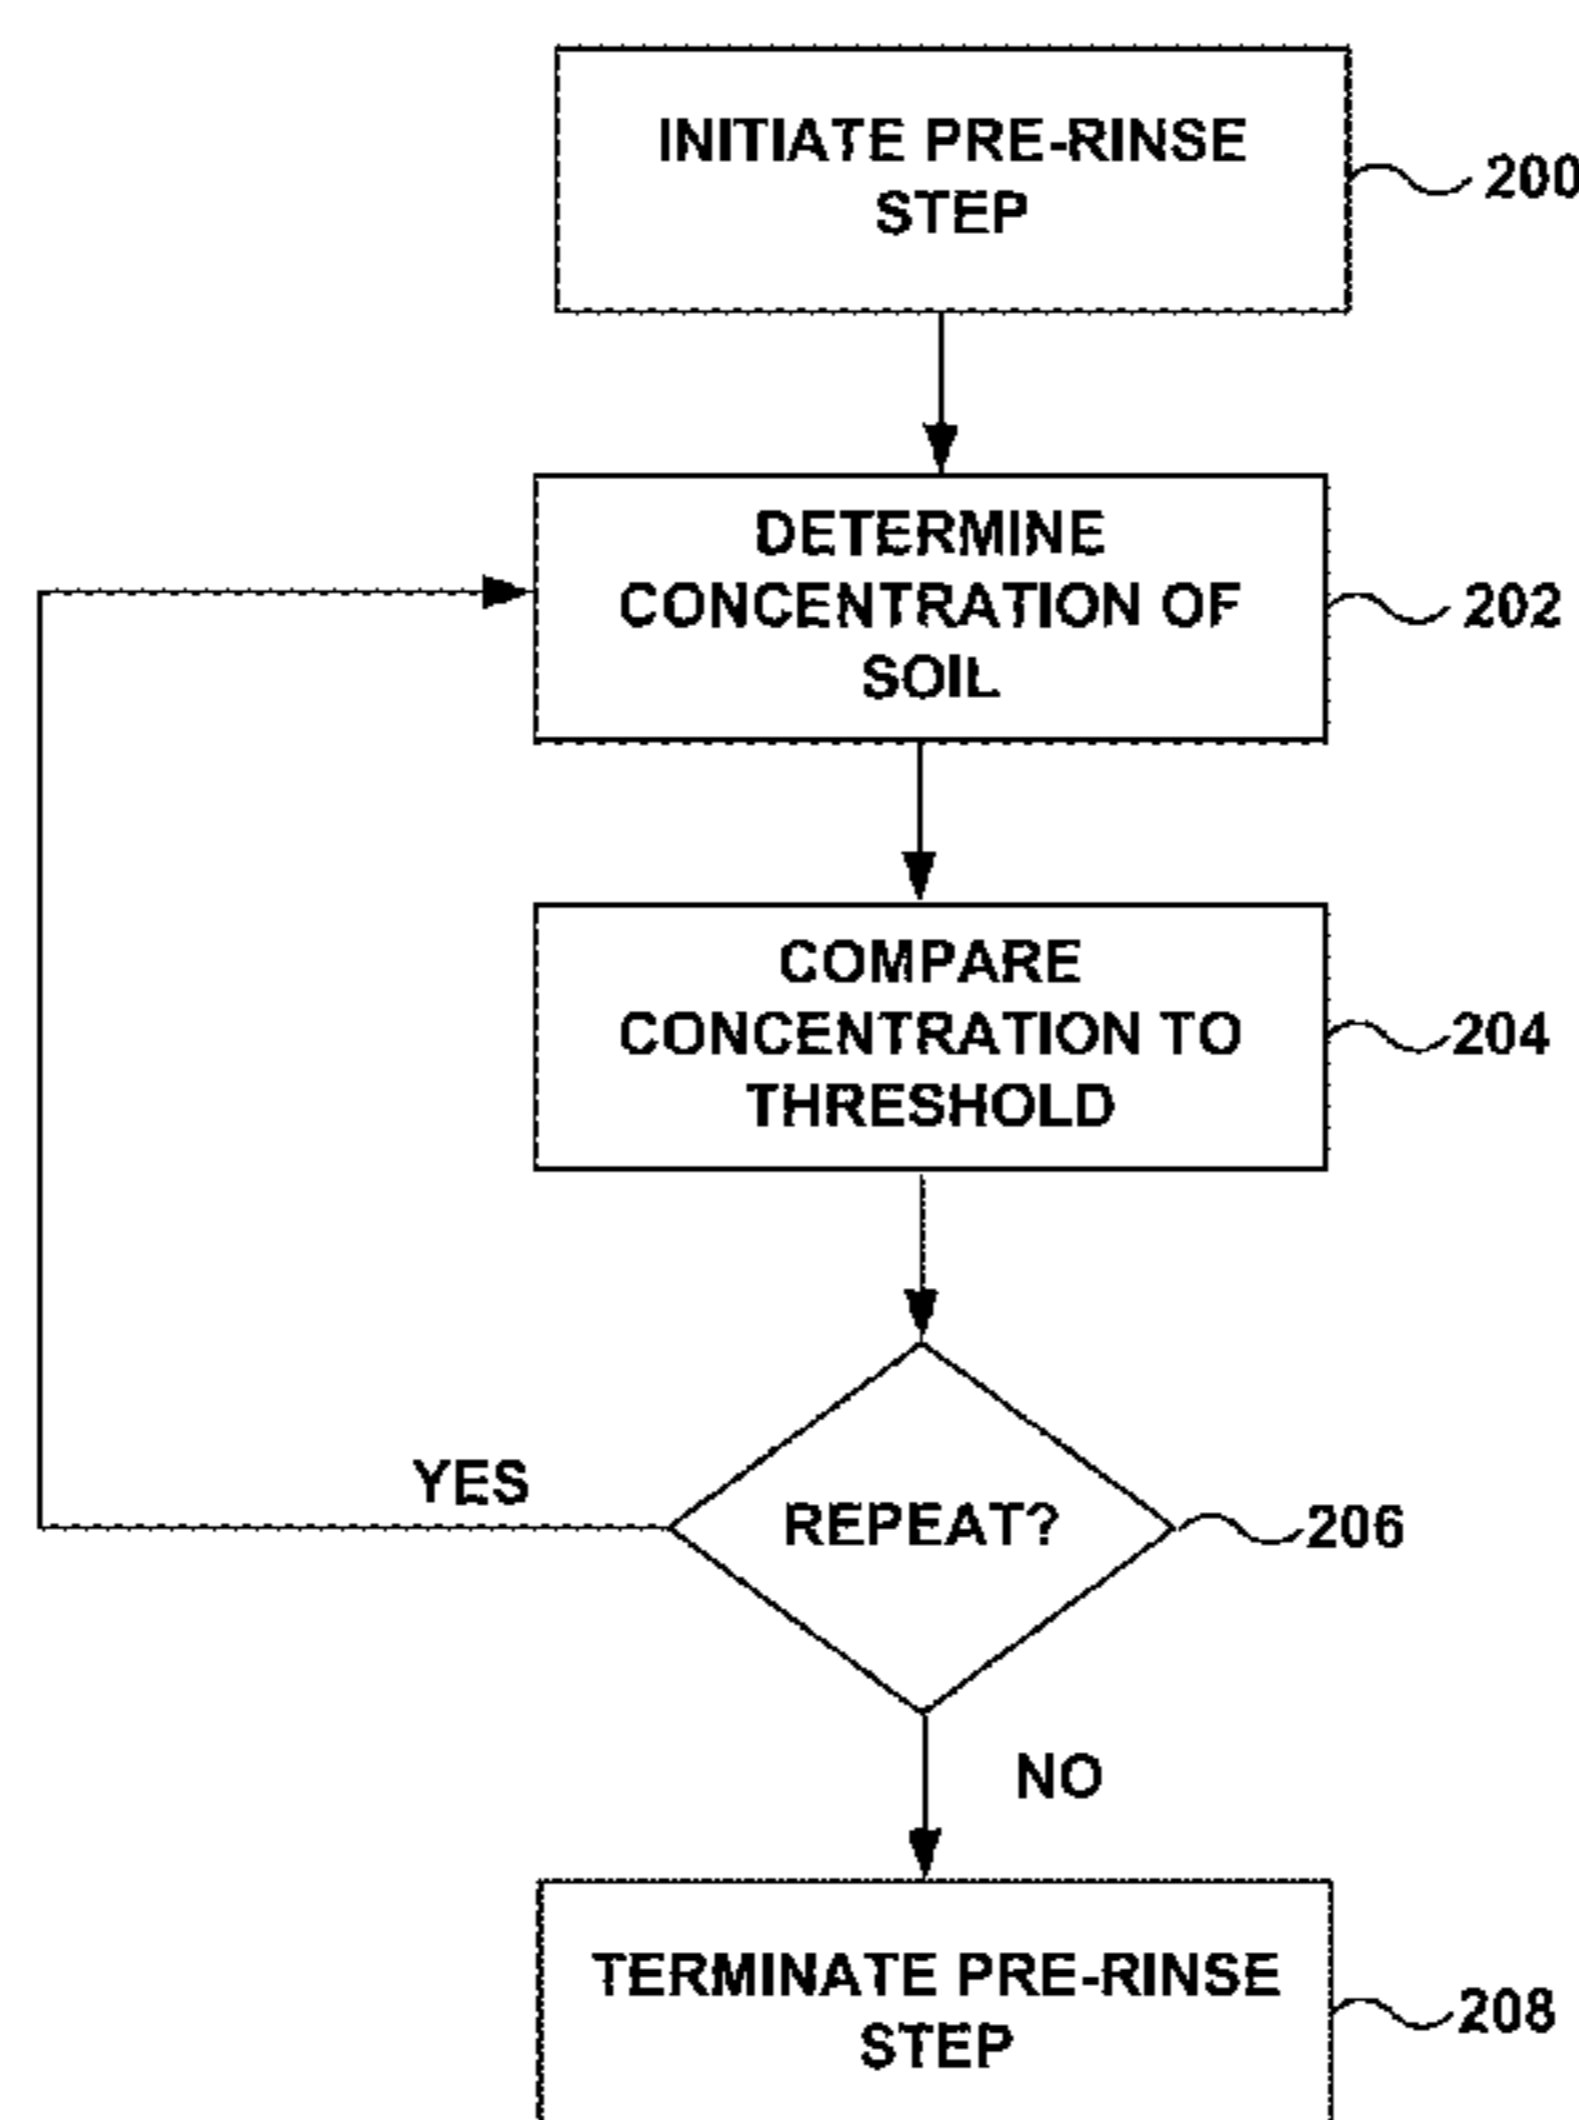 INITIATE PRE-RINSE
STEP
200
DETERMINE
CONCENTRATION OF
SOIL
202
COMPARE
CONCENTRATION TO
THRESHOLD
204
YES
REPEAT?
206
NO
TERMINATE PRE-RINSE
STEP
208